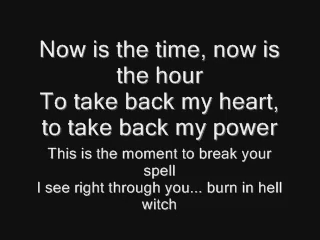 Now is the time, now is
the hour
To take back my heart,
to take back my power
This is the moment to break your
spell
I see right through you... burn in hell
witch